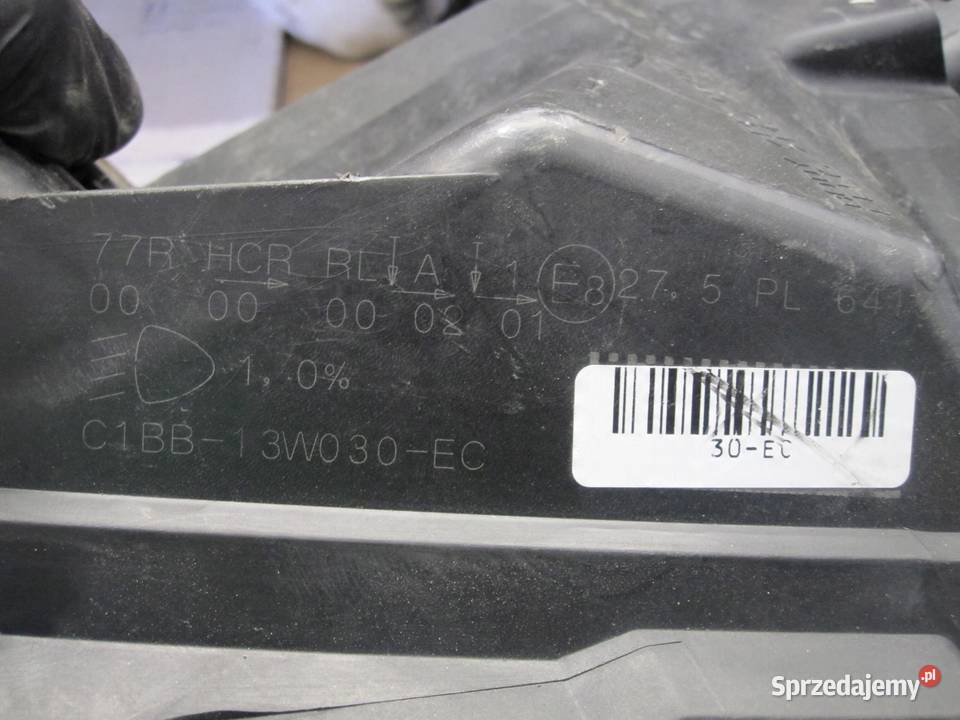 77R HCR RL A 1 E8 27,5 PL
00 00 00 02 01
1,0%
C1BB-13W030-EC
30-EC
Sprzedajemy.pl